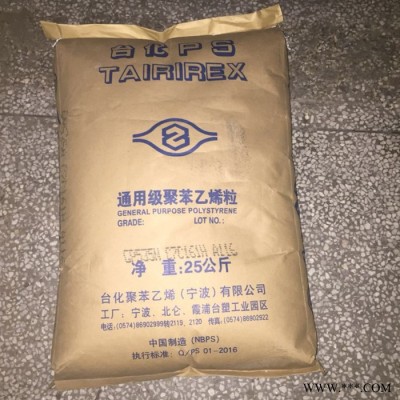 台化PS
TAIRIREX
通用级聚苯乙烯粒
GENERAL PURPOSE POLYSTYRENE
GRADE: LOT NO.:
净 重:25公斤
台化聚苯乙烯(宁波)有限公司
工厂:宁波、北仑、霞浦台塑工业园区
中国制造(NBPS)
执行标准:Q/PS 01-2016